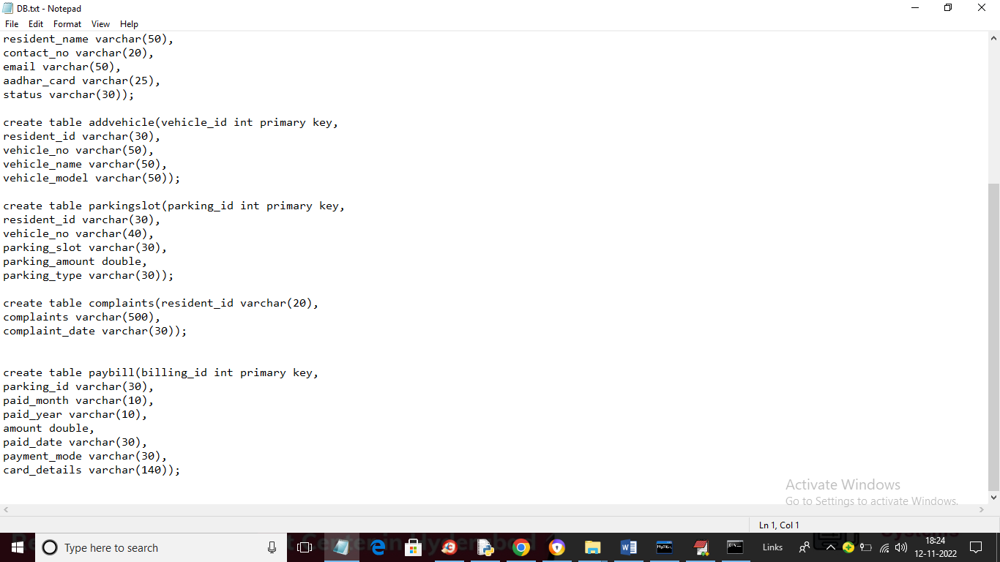 DB.txt - Notepad
File Edit Format View Help
resident_name varchar(50),
contact_no varchar(20),
email varchar(50),
aadhar_card varchar(25),
status varchar(30));
create table addvehicle(vehicle_id int primary key,
resident_id varchar(30),
vehicle_no varchar(50),
vehicle_name varchar(50),
vehicle_model varchar(50));
create table parkingslot(parking_id int primary key,
resident_id varchar(30),
vehicle_no varchar(40),
parking_slot varchar(30),
parking_amount double,
parking_type varchar(30));
create table complaints(resident_id varchar(20),
complaints varchar(500),
complaint_date varchar(30));
create table paybill(billing_id int primary key,
parking_id varchar(30),
paid_month varchar(10),
paid_year varchar(10),
amount double,
paid_date varchar(30),
payment_mode varchar(30),
card_details varchar(140));
Activate Windows
Go to Settings to activate Windows.
Ln 1, Col 1
Type here to search
Links
18:24
12-11-2022